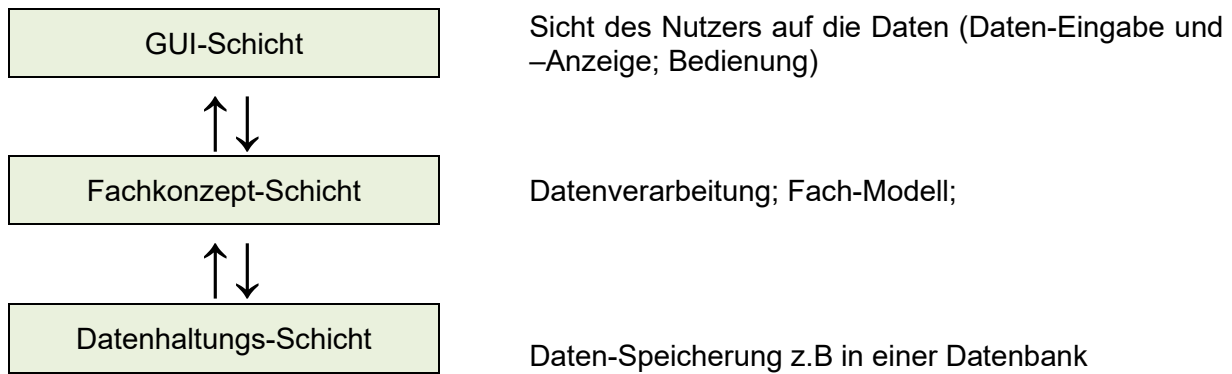 GUI-Schicht
Sicht des Nutzers auf die Daten (Daten-Eingabe und
–Anzeige; Bedienung)
Fachkonzept-Schicht
Datenverarbeitung; Fach-Modell;
Datenhaltungs-Schicht
Daten-Speicherung z.B in einer Datenbank